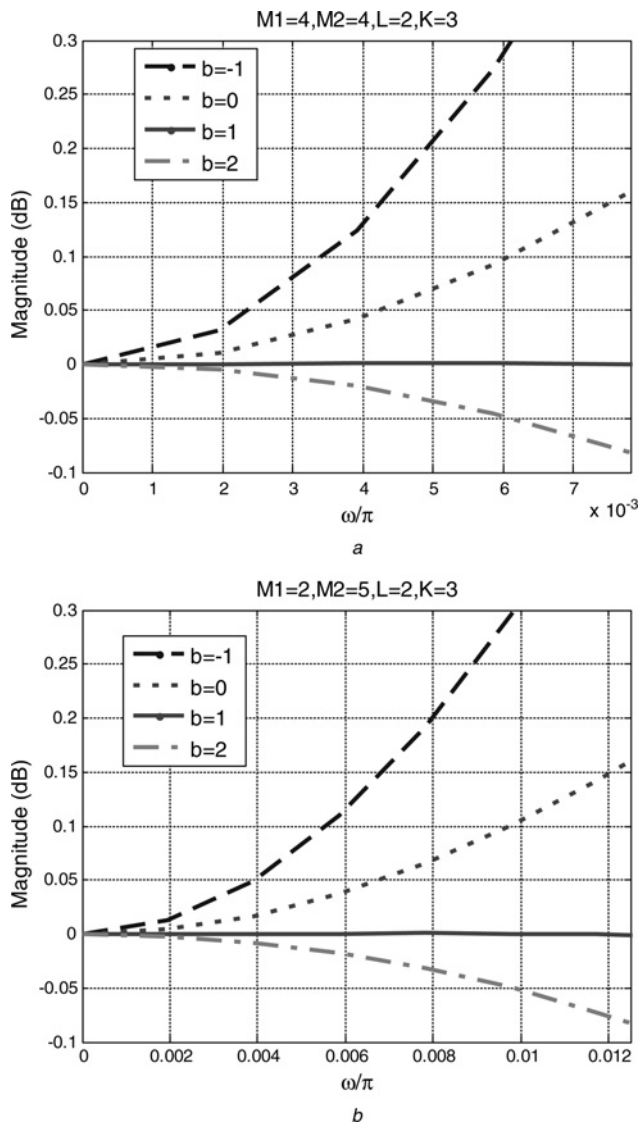 M1=4,M2=4,L=2,K=3
0.3
0.25
0.2
0.15
0.1
0.05
0
-0.05
-0.1
Magnitude (dB)
b=-1
b=0
b=1
b=2
0 1 2 3 4 5 6 7
x 10-3
ω/π
a
M1=2,M2=5,L=2,K=3
0.3
0.25
0.2
0.15
0.1
0.05
0
-0.05
-0.1
Magnitude (dB)
b=-1
b=0
b=1
b=2
0 0.002 0.004 0.006 0.008 0.01 0.012
ω/π
b